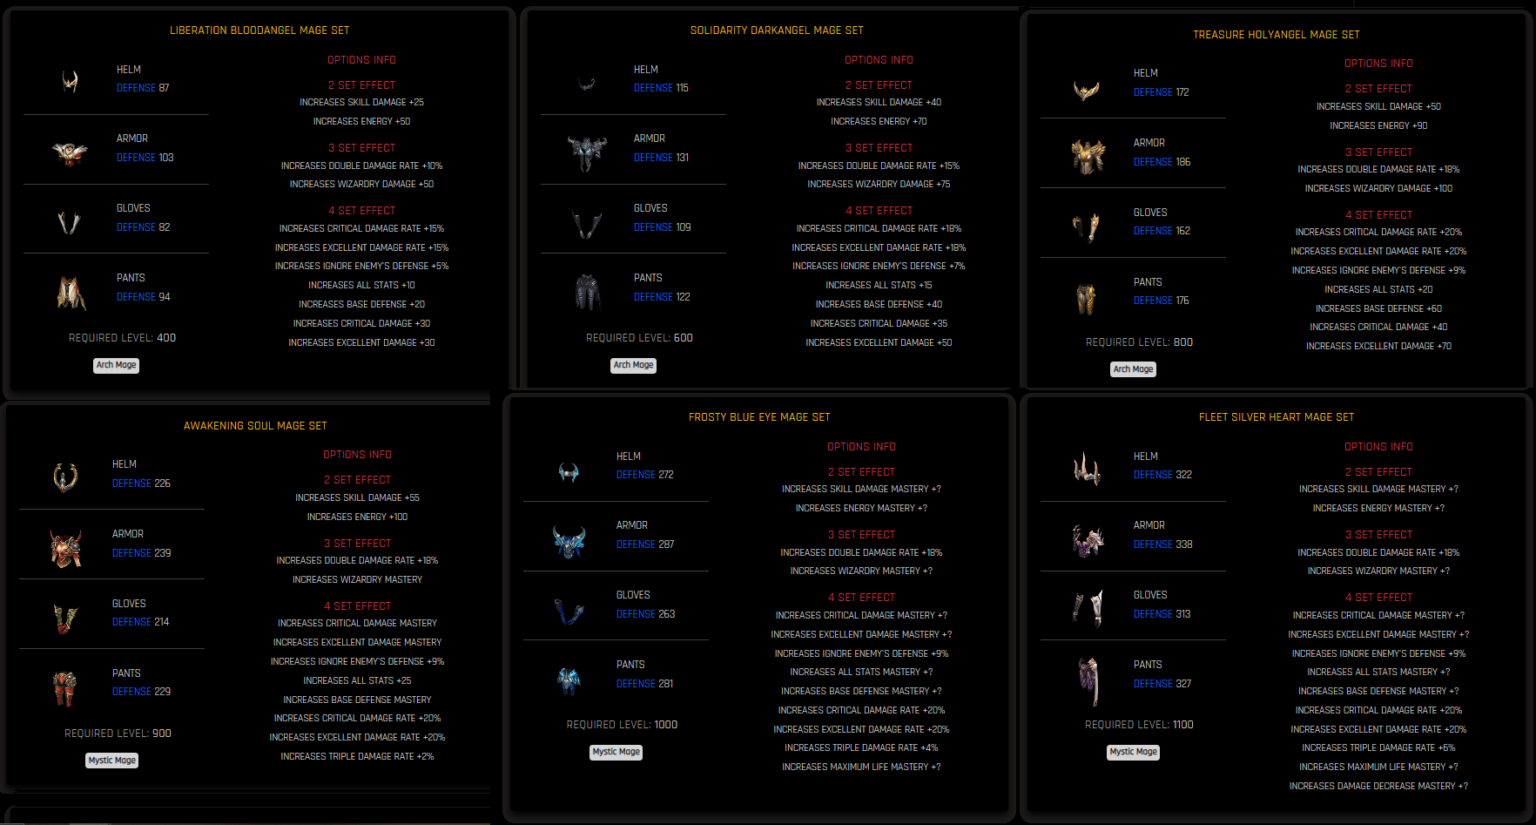 LIBERATION BLOODANGEL MAGE SET
HELM
DEFENSE 87
ARMOR
DEFENSE 103
GLOVES
DEFENSE 82
PANTS
DEFENSE 94
REQUIRED LEVEL: 400
Arch Mage
OPTIONS INFO
2 SET EFFECT
INCREASES SKILL DAMAGE +25
INCREASES ENERGY +50
3 SET EFFECT
INCREASES DOUBLE DAMAGE RATE +10%
INCREASES WIZARDRY DAMAGE +50
4 SET EFFECT
INCREASES CRITICAL DAMAGE RATE +15%
INCREASES EXCELLENT DAMAGE RATE +15%
INCREASES IGNORE ENEMY'S DEFENSE +5%
INCREASES ALL STATS +10
INCREASES BASE DEFENSE +20
INCREASES CRITICAL DAMAGE +30
INCREASES EXCELLENT DAMAGE +30
SOLIDARITY DARKANGEL MAGE SET
HELM
DEFENSE 115
ARMOR
DEFENSE 131
GLOVES
DEFENSE 109
PANTS
DEFENSE 122
REQUIRED LEVEL: 600
Arch Mage
OPTIONS INFO
2 SET EFFECT
INCREASES SKILL DAMAGE +40
INCREASES ENERGY +70
3 SET EFFECT
INCREASES DOUBLE DAMAGE RATE +15%
INCREASES WIZARDRY DAMAGE +75
4 SET EFFECT
INCREASES CRITICAL DAMAGE RATE +18%
INCREASES EXCELLENT DAMAGE RATE +18%
INCREASES IGNORE ENEMY'S DEFENSE +7%
INCREASES ALL STATS +15
INCREASES BASE DEFENSE +40
INCREASES CRITICAL DAMAGE +35
INCREASES EXCELLENT DAMAGE +50
TREASURE HOLYANGEL MAGE SET
HELM
DEFENSE 172
ARMOR
DEFENSE 186
GLOVES
DEFENSE 162
PANTS
DEFENSE 176
REQUIRED LEVEL: 800
Arch Mage
OPTIONS INFO
2 SET EFFECT
INCREASES SKILL DAMAGE +50
INCREASES ENERGY +90
3 SET EFFECT
INCREASES DOUBLE DAMAGE RATE +18%
INCREASES WIZARDRY DAMAGE +100
4 SET EFFECT
INCREASES CRITICAL DAMAGE RATE +20%
INCREASES EXCELLENT DAMAGE RATE +20%
INCREASES IGNORE ENEMY'S DEFENSE +9%
INCREASES ALL STATS +20
INCREASES BASE DEFENSE +60
INCREASES CRITICAL DAMAGE +40
INCREASES EXCELLENT DAMAGE +70
AWAKENING SOUL MAGE SET
HELM
DEFENSE 226
ARMOR
DEFENSE 239
GLOVES
DEFENSE 214
PANTS
DEFENSE 229
REQUIRED LEVEL: 900
Mystic Mage
OPTIONS INFO
2 SET EFFECT
INCREASES SKILL DAMAGE +55
INCREASES ENERGY +100
3 SET EFFECT
INCREASES DOUBLE DAMAGE RATE +18%
INCREASES WIZARDRY MASTERY
4 SET EFFECT
INCREASES CRITICAL DAMAGE MASTERY
INCREASES EXCELLENT DAMAGE MASTERY
INCREASES IGNORE ENEMY'S DEFENSE +9%
INCREASES ALL STATS +25
INCREASES BASE DEFENSE MASTERY
INCREASES CRITICAL DAMAGE RATE +20%
INCREASES EXCELLENT DAMAGE RATE +20%
INCREASES TRIPLE DAMAGE RATE +2%
FROSTY BLUE EYE MAGE SET
HELM
DEFENSE 272
ARMOR
DEFENSE 287
GLOVES
DEFENSE 263
PANTS
DEFENSE 281
REQUIRED LEVEL: 1000
Mystic Mage
OPTIONS INFO
2 SET EFFECT
INCREASES SKILL DAMAGE MASTERY +?
INCREASES ENERGY MASTERY +?
3 SET EFFECT
INCREASES DOUBLE DAMAGE RATE +18%
INCREASES WIZARDRY MASTERY +?
4 SET EFFECT
INCREASES CRITICAL DAMAGE MASTERY +?
INCREASES EXCELLENT DAMAGE MASTERY +?
INCREASES IGNORE ENEMY'S DEFENSE +9%
INCREASES ALL STATS MASTERY +?
INCREASES BASE DEFENSE MASTERY +?
INCREASES CRITICAL DAMAGE RATE +20%
INCREASES EXCELLENT DAMAGE RATE +20%
INCREASES TRIPLE DAMAGE RATE +4%
INCREASES MAXIMUM LIFE MASTERY +?
FLEET SILVER HEART MAGE SET
HELM
DEFENSE 322
ARMOR
DEFENSE 338
GLOVES
DEFENSE 313
PANTS
DEFENSE 327
REQUIRED LEVEL: 1100
Mystic Mage
OPTIONS INFO
2 SET EFFECT
INCREASES SKILL DAMAGE MASTERY +?
INCREASES ENERGY MASTERY +?
3 SET EFFECT
INCREASES DOUBLE DAMAGE RATE +18%
INCREASES WIZARDRY MASTERY +?
4 SET EFFECT
INCREASES CRITICAL DAMAGE MASTERY +?
INCREASES EXCELLENT DAMAGE MASTERY +?
INCREASES IGNORE ENEMY'S DEFENSE +9%
INCREASES ALL STATS MASTERY +?
INCREASES BASE DEFENSE MASTERY +?
INCREASES CRITICAL DAMAGE RATE +20%
INCREASES EXCELLENT DAMAGE RATE +20%
INCREASES TRIPLE DAMAGE RATE +6%
INCREASES MAXIMUM LIFE MASTERY +?
INCREASES DAMAGE DECREASE MASTERY +?